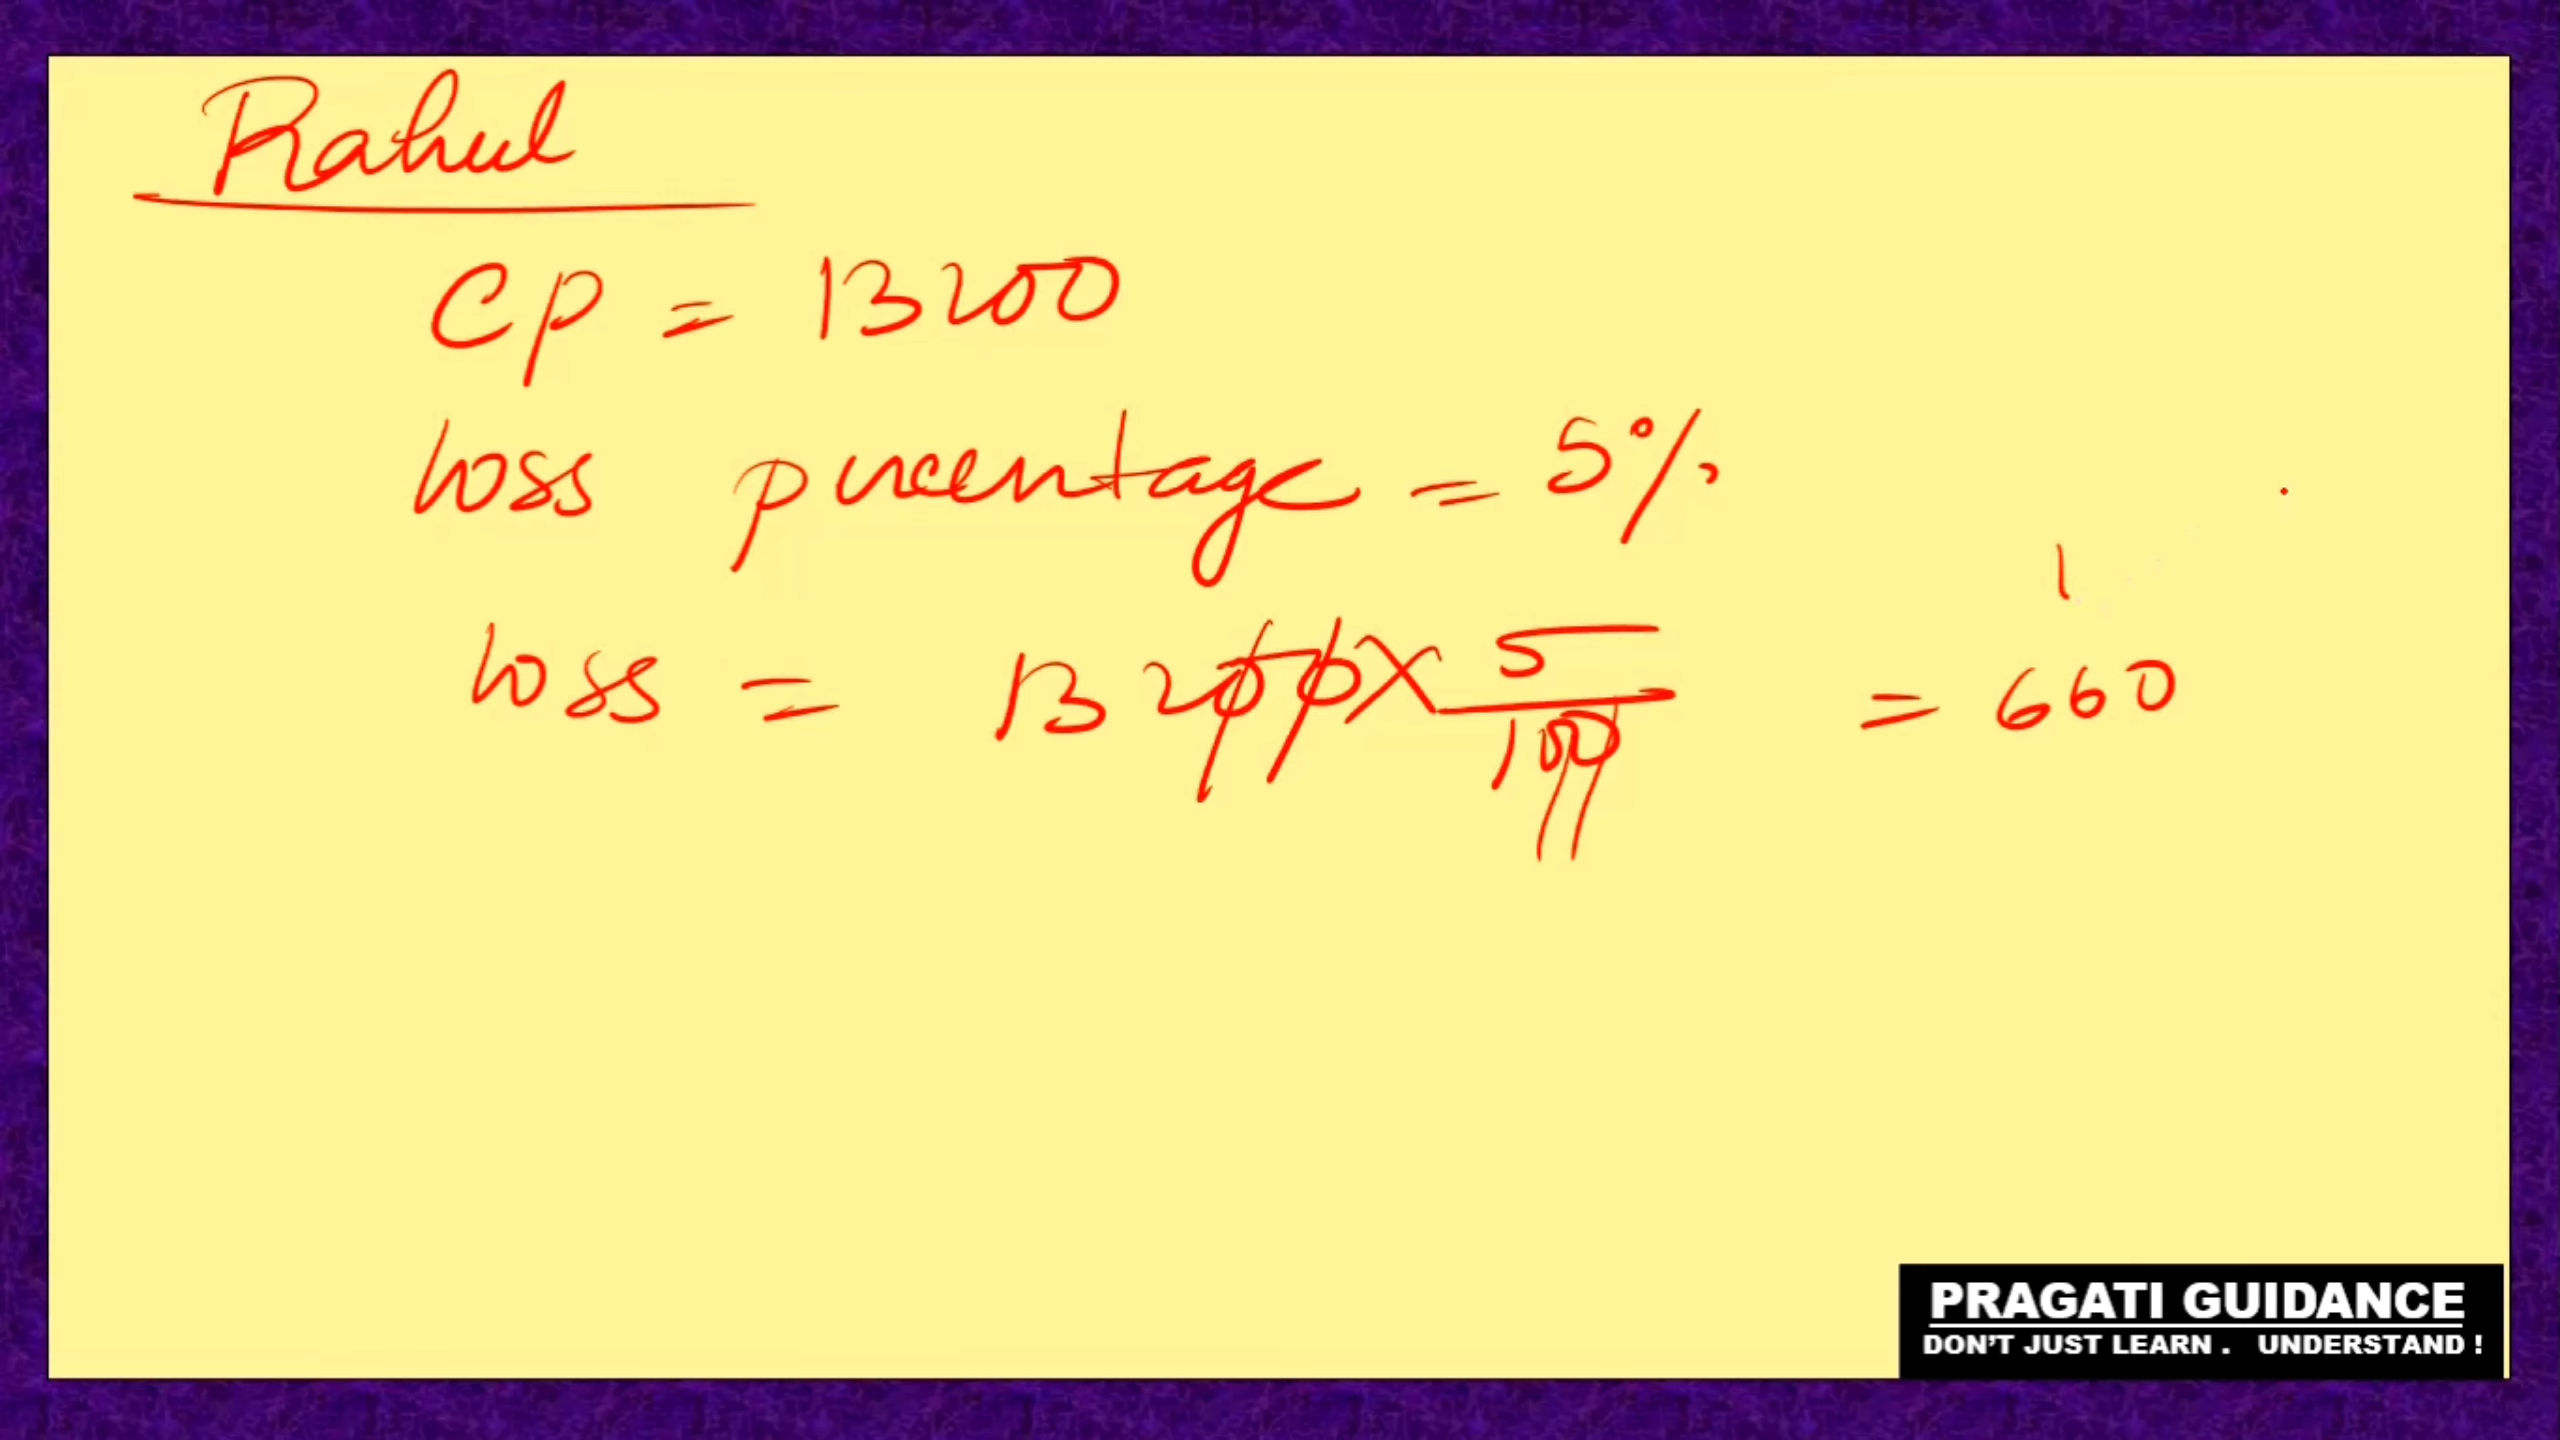 Rahul
CP = 13200
loss percentage = 5%
1
loss = 13200 X 5/100 = 660
PRAGATI GUIDANCE
DON'T JUST LEARN . UNDERSTAND !